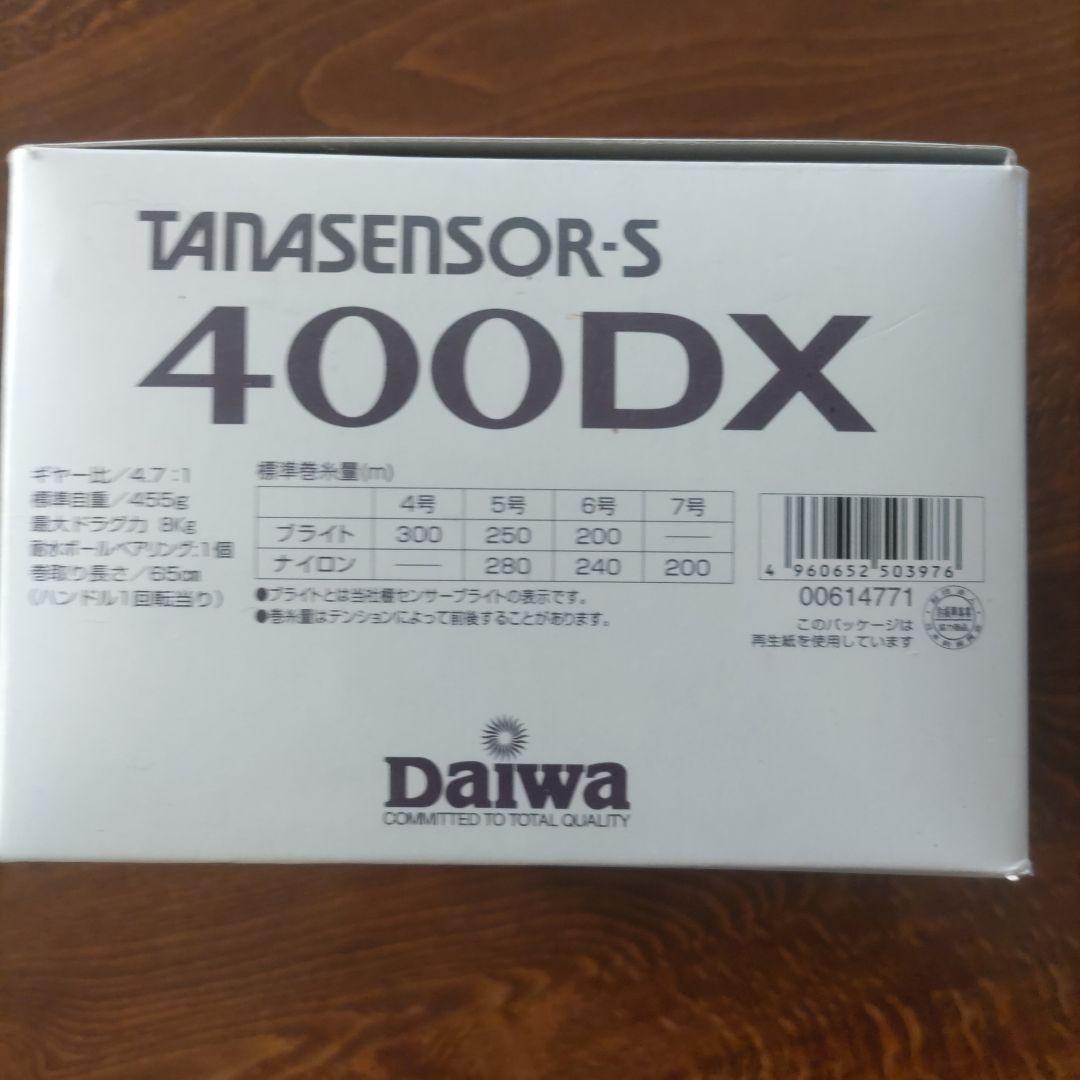 TANASENSOR-S
400DX
ギヤー比／4.7:1
標準自重／455g
最大ドラグ力 8Kg
耐水ボールベアリング:1個
巻取り長さ／65cm
(ハンドル1回転当り)
標準巻糸量(m)
4号 5号 6号 7号
ブライト 300 250 200 ―
ナイロン ― 280 240 200
●ブライトとは当社棚センサーブライトの表示です。
●巻糸量はテンションによって前後することがあります。
4 960652 503976
00614771
このパッケージは
再生紙を使用しています
Daiwa
COMMITTED TO TOTAL QUALITY